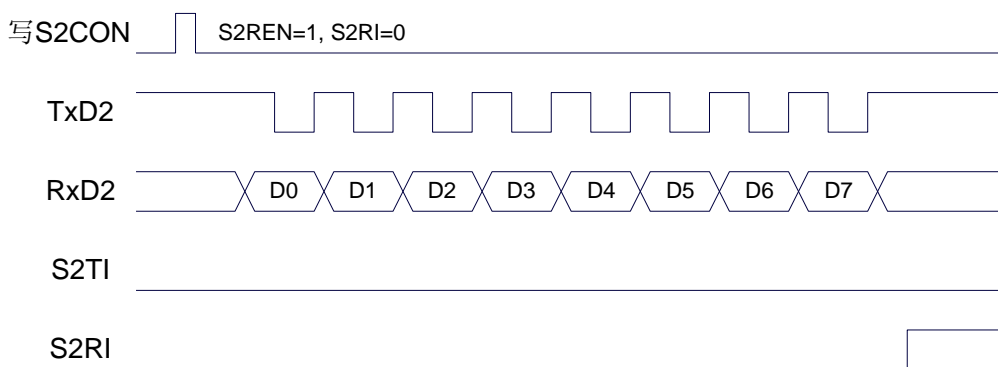 写S2CON S2REN=1, S2RI=0
TxD2
RxD2 D0 D1 D2 D3 D4 D5 D6 D7
S2TI
S2RI